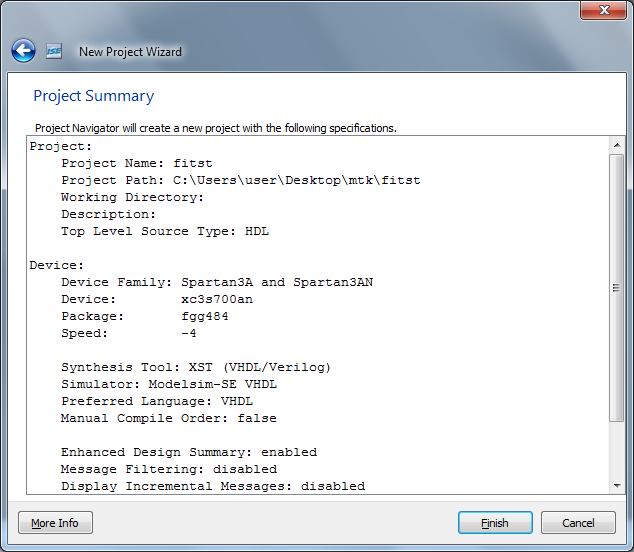 ISE New Project Wizard
Project Summary
Project Navigator will create a new project with the following specifications.
Project:
Project Name: fitst
Project Path: C:\Users\user\Desktop\mtk\fitst
Working Directory:
Description:
Top Level Source Type: HDL
Device:
Device Family: Spartan3A and Spartan3AN
Device: xc3s700an
Package: fgg484
Speed: -4
Synthesis Tool: XST (VHDL/Verilog)
Simulator: Modelsim-SE VHDL
Preferred Language: VHDL
Manual Compile Order: false
Enhanced Design Summary: enabled
Message Filtering: disabled
Display Incremental Messages: disabled
More Info Finish Cancel